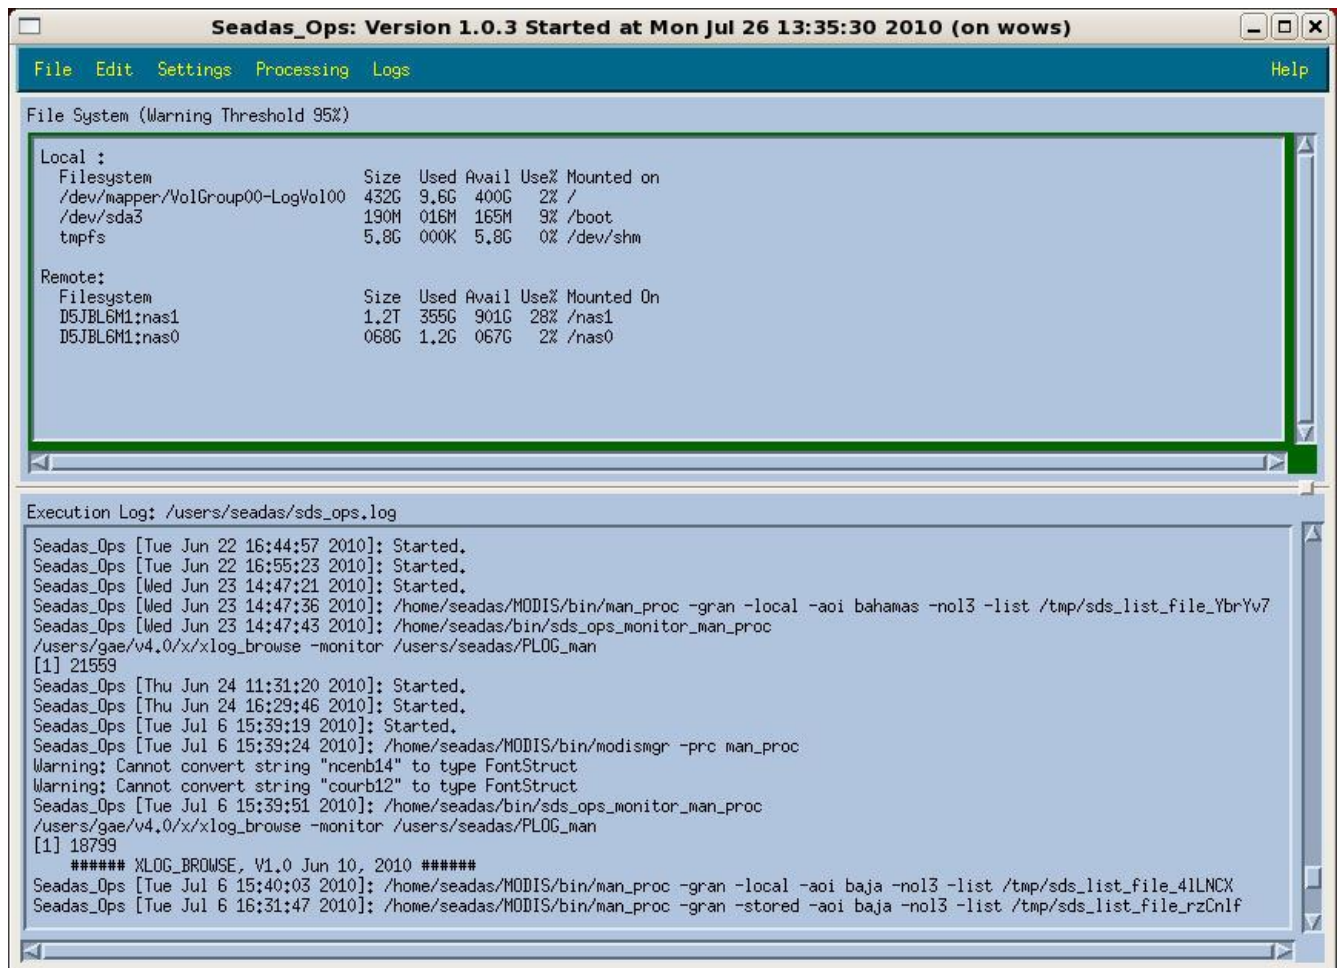 Seadas_Ops: Version 1.0.3 Started at Mon Jul 26 13:35:30 2010 (on wows)
File Edit Settings Processing Logs Help
File System (Warning Threshold 95%)
Local :
Filesystem Size Used Avail Use% Mounted on
/dev/mapper/VolGroup00-LogVol00 432G 9.6G 400G 2% /
/dev/sda3 190M 016M 165M 9% /boot
tmpfs 5.8G 000K 5.8G 0% /dev/shm
Remote:
Filesystem Size Used Avail Use% Mounted On
D5JBL6M1:nas1 1.2T 355G 901G 28% /nas1
D5JBL6M1:nas0 068G 1.2G 067G 2% /nas0
Execution Log: /users/seadas/sds_ops.log
Seadas_Ops [Tue Jun 22 16:44:57 2010]: Started.
Seadas_Ops [Tue Jun 22 16:55:23 2010]: Started.
Seadas_Ops [Wed Jun 23 14:47:21 2010]: Started.
Seadas_Ops [Wed Jun 23 14:47:36 2010]: /home/seadas/MODIS/bin/man_proc -gran -local -aoi bahamas -nol3 -list /tmp/sds_list_file_YbrYv7
Seadas_Ops [Wed Jun 23 14:47:43 2010]: /home/seadas/bin/sds_ops_monitor_man_proc
/users/gae/v4.0/x/xlog_browse -monitor /users/seadas/PLOG_man
[1] 21559
Seadas_Ops [Thu Jun 24 11:31:20 2010]: Started.
Seadas_Ops [Thu Jun 24 16:29:46 2010]: Started.
Seadas_Ops [Tue Jul 6 15:39:19 2010]: Started.
Seadas_Ops [Tue Jul 6 15:39:24 2010]: /home/seadas/MODIS/bin/modismgr -prc man_proc
Warning: Cannot convert string "ncenb14" to type FontStruct
Warning: Cannot convert string "courb12" to type FontStruct
Seadas_Ops [Tue Jul 6 15:39:51 2010]: /home/seadas/bin/sds_ops_monitor_man_proc
/users/gae/v4.0/x/xlog_browse -monitor /users/seadas/PLOG_man
[1] 18799
###### XLOG_BROWSE, V1.0 Jun 10, 2010 ######
Seadas_Ops [Tue Jul 6 15:40:03 2010]: /home/seadas/MODIS/bin/man_proc -gran -local -aoi baja -nol3 -list /tmp/sds_list_file_4lLNCX
Seadas_Ops [Tue Jul 6 16:31:47 2010]: /home/seadas/MODIS/bin/man_proc -gran -stored -aoi baja -nol3 -list /tmp/sds_list_file_rzCnlf